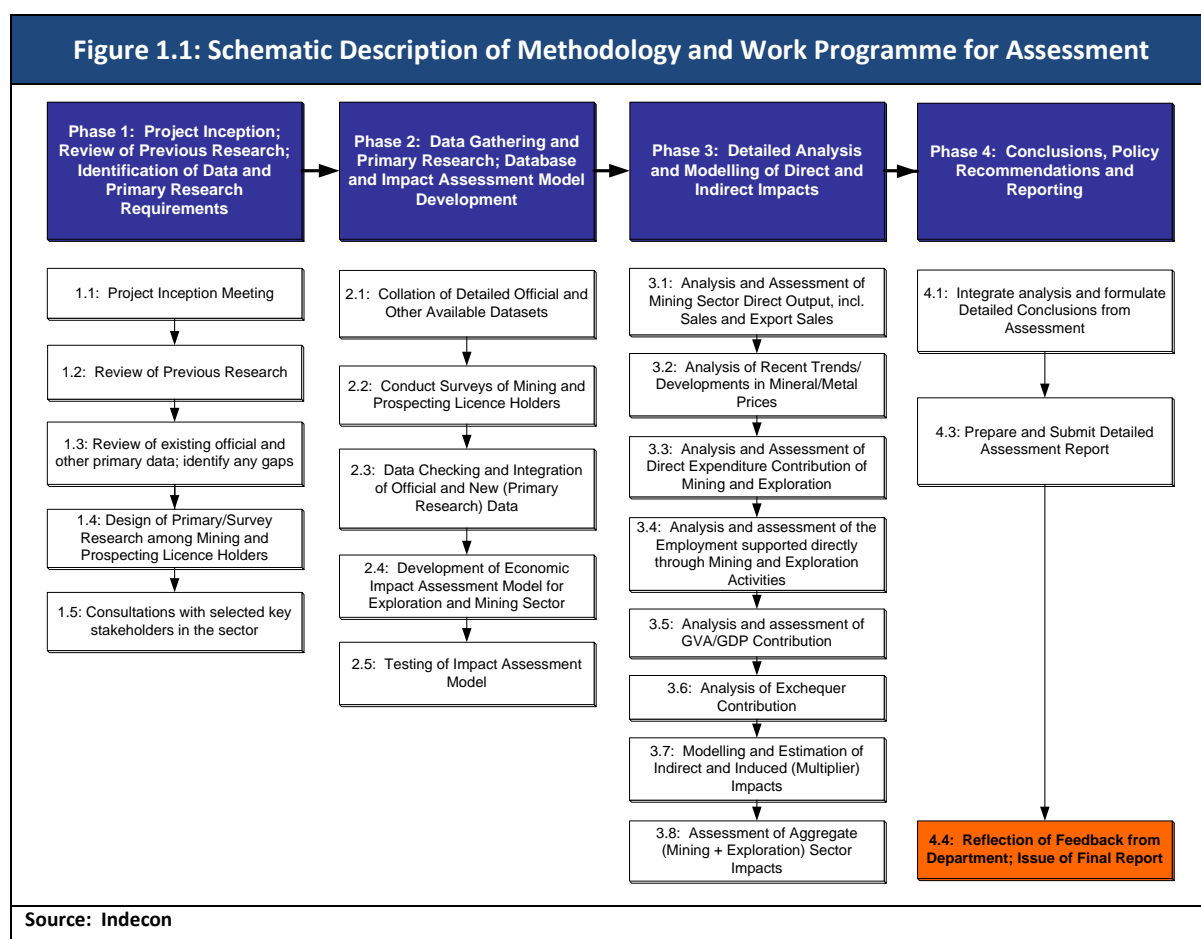 Figure 1.1: Schematic Description of Methodology and Work Programme for Assessment
Phase 1: Project Inception;
Review of Previous Research;
Identification of Data and
Primary Research
Requirements
Phase 2: Data Gathering and
Primary Research; Database
and Impact Assessment Model
Development
Phase 3: Detailed Analysis
and Modelling of Direct and
Indirect Impacts
Phase 4: Conclusions, Policy
Recommendations and
Reporting
1.1: Project Inception Meeting
1.2: Review of Previous Research
1.3: Review of existing official and
other primary data; identify any gaps
1.4: Design of Primary/Survey
Research among Mining and
Prospecting Licence Holders
1.5: Consultations with selected key
stakeholders in the sector
2.1: Collation of Detailed Official and
Other Available Datasets
2.2: Conduct Surveys of Mining and
Prospecting Licence Holders
2.3: Data Checking and Integration
of Official and New (Primary
Research) Data
2.4: Development of Economic
Impact Assessment Model for
Exploration and Mining Sector
2.5: Testing of Impact Assessment
Model
3.1: Analysis and Assessment of
Mining Sector Direct Output, incl.
Sales and Export Sales
3.2: Analysis of Recent Trends/
Developments in Mineral/Metal
Prices
3.3: Analysis and Assessment of
Direct Expenditure Contribution of
Mining and Exploration
3.4: Analysis and assessment of the
Employment supported directly
through Mining and Exploration
Activities
3.5: Analysis and assessment of
GVA/GDP Contribution
3.6: Analysis of Exchequer
Contribution
3.7: Modelling and Estimation of
Indirect and Induced (Multiplier)
Impacts
3.8: Assessment of Aggregate
(Mining + Exploration) Sector
Impacts
4.1: Integrate analysis and formulate
Detailed Conclusions from
Assessment
4.3: Prepare and Submit Detailed
Assessment Report
4.4: Reflection of Feedback from
Department; Issue of Final Report
Source: Indecon